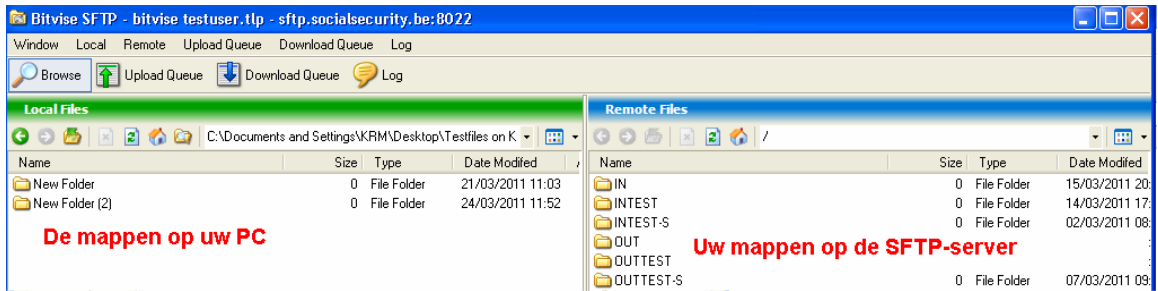 Bitvise SFTP - bitvise testuser.tlp - sftp.socialsecurity.be:8022
Window Local Remote Upload Queue Download Queue Log
Browse Upload Queue Download Queue Log
Local Files
C:\Documents and Settings\KRM\Desktop\Testfiles on K
Name Size Type Date Modifed
New Folder 0 File Folder 21/03/2011 11:03
New Folder (2) 0 File Folder 24/03/2011 11:52
De mappen op uw PC
Remote Files
/
Name Size Type Date Modifed
IN 0 File Folder 15/03/2011 20:
INTEST 0 File Folder 14/03/2011 17:
INTEST-S 0 File Folder 02/03/2011 08:
OUT :
OUTTEST :
OUTTEST-S 0 File Folder 07/03/2011 09:
Uw mappen op de SFTP-server